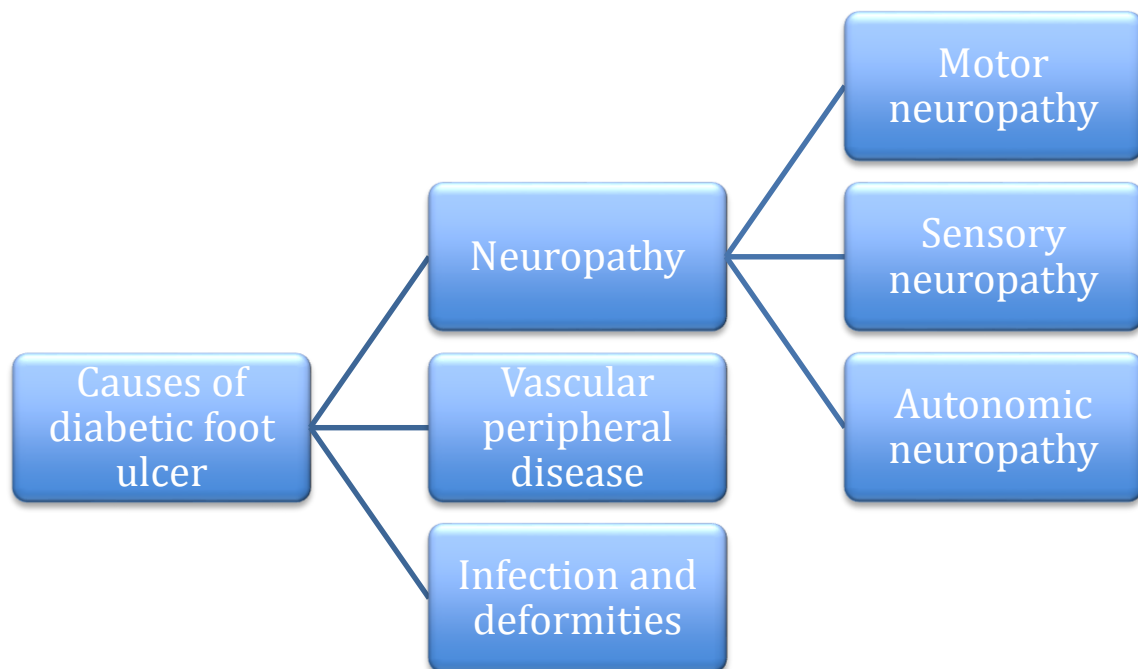 Causes of
diabetic foot
ulcer
Neuropathy
Vascular
peripheral
disease
Infection and
deformities
Motor
neuropathy
Sensory
neuropathy
Autonomic
neuropathy